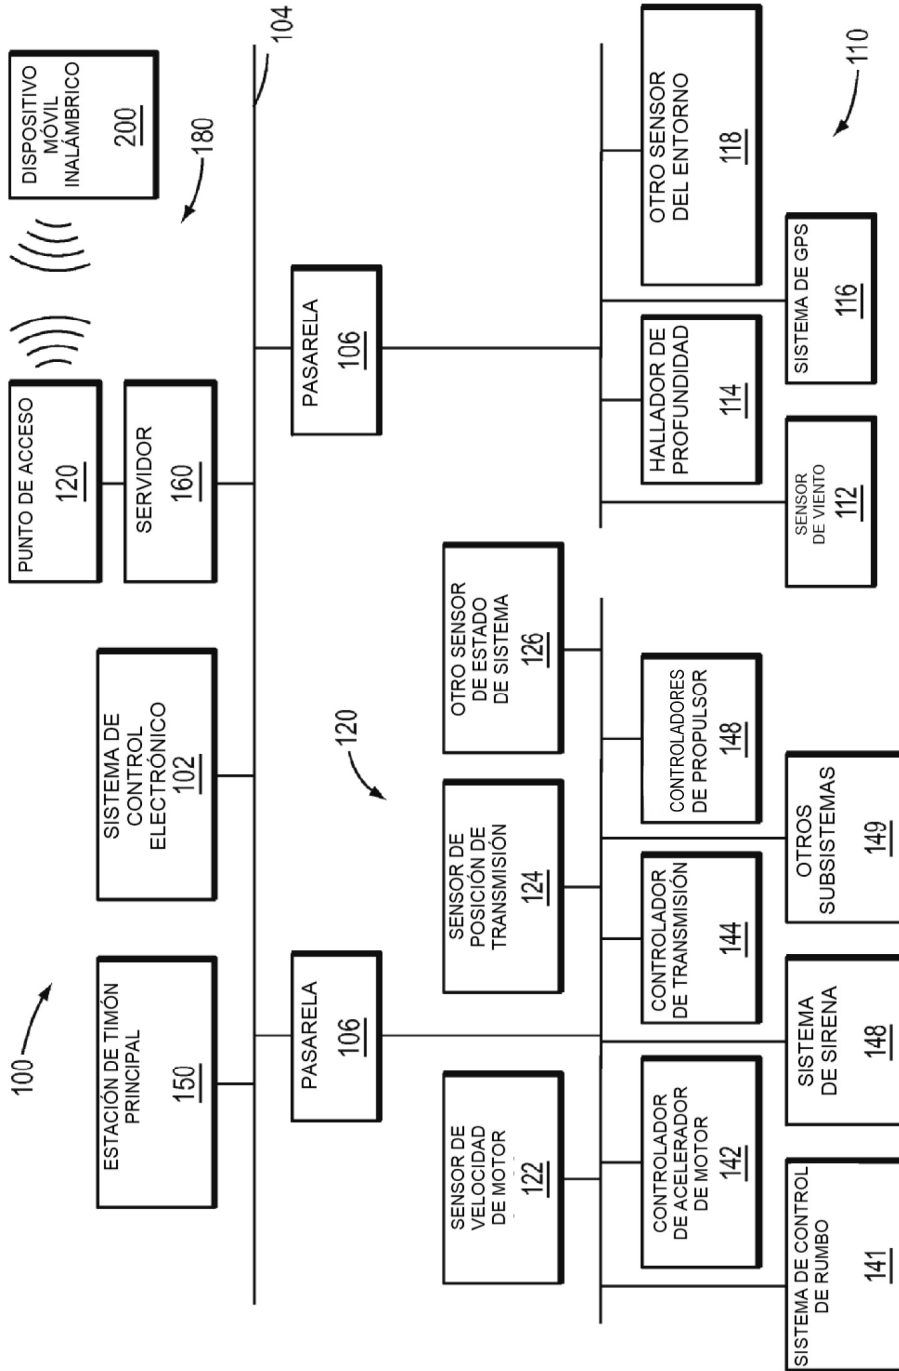 100
ESTACIÓN DE TIMÓN
PRINCIPAL
150
SISTEMA DE
CONTROL
ELECTRÓNICO
102
PUNTO DE ACCESO
120
SERVIDOR
160
DISPOSITIVO
MÓVIL
INALÁMBRICO
200
180
104
PASARELA
106
PASARELA
106
120
SENSOR DE
VELOCIDAD
DE MOTOR
122
SENSOR DE
POSICIÓN DE
TRANSMISIÓN
124
OTRO SENSOR
DE ESTADO
DE SISTEMA
126
CONTROLADOR
DE ACELERADOR
DE MOTOR
142
CONTROLADOR
DE TRANSMISIÓN
144
CONTROLADORES
DE PROPULSOR
148
SISTEMA DE CONTROL
DE RUMBO
141
SISTEMA
DE SIRENA
148
OTROS
SUBSISTEMAS
149
HALLADOR DE
PROFUNDIDAD
114
OTRO SENSOR
DEL ENTORNO
118
SENSOR
DE VIENTO
112
SISTEMA DE GPS
116
110